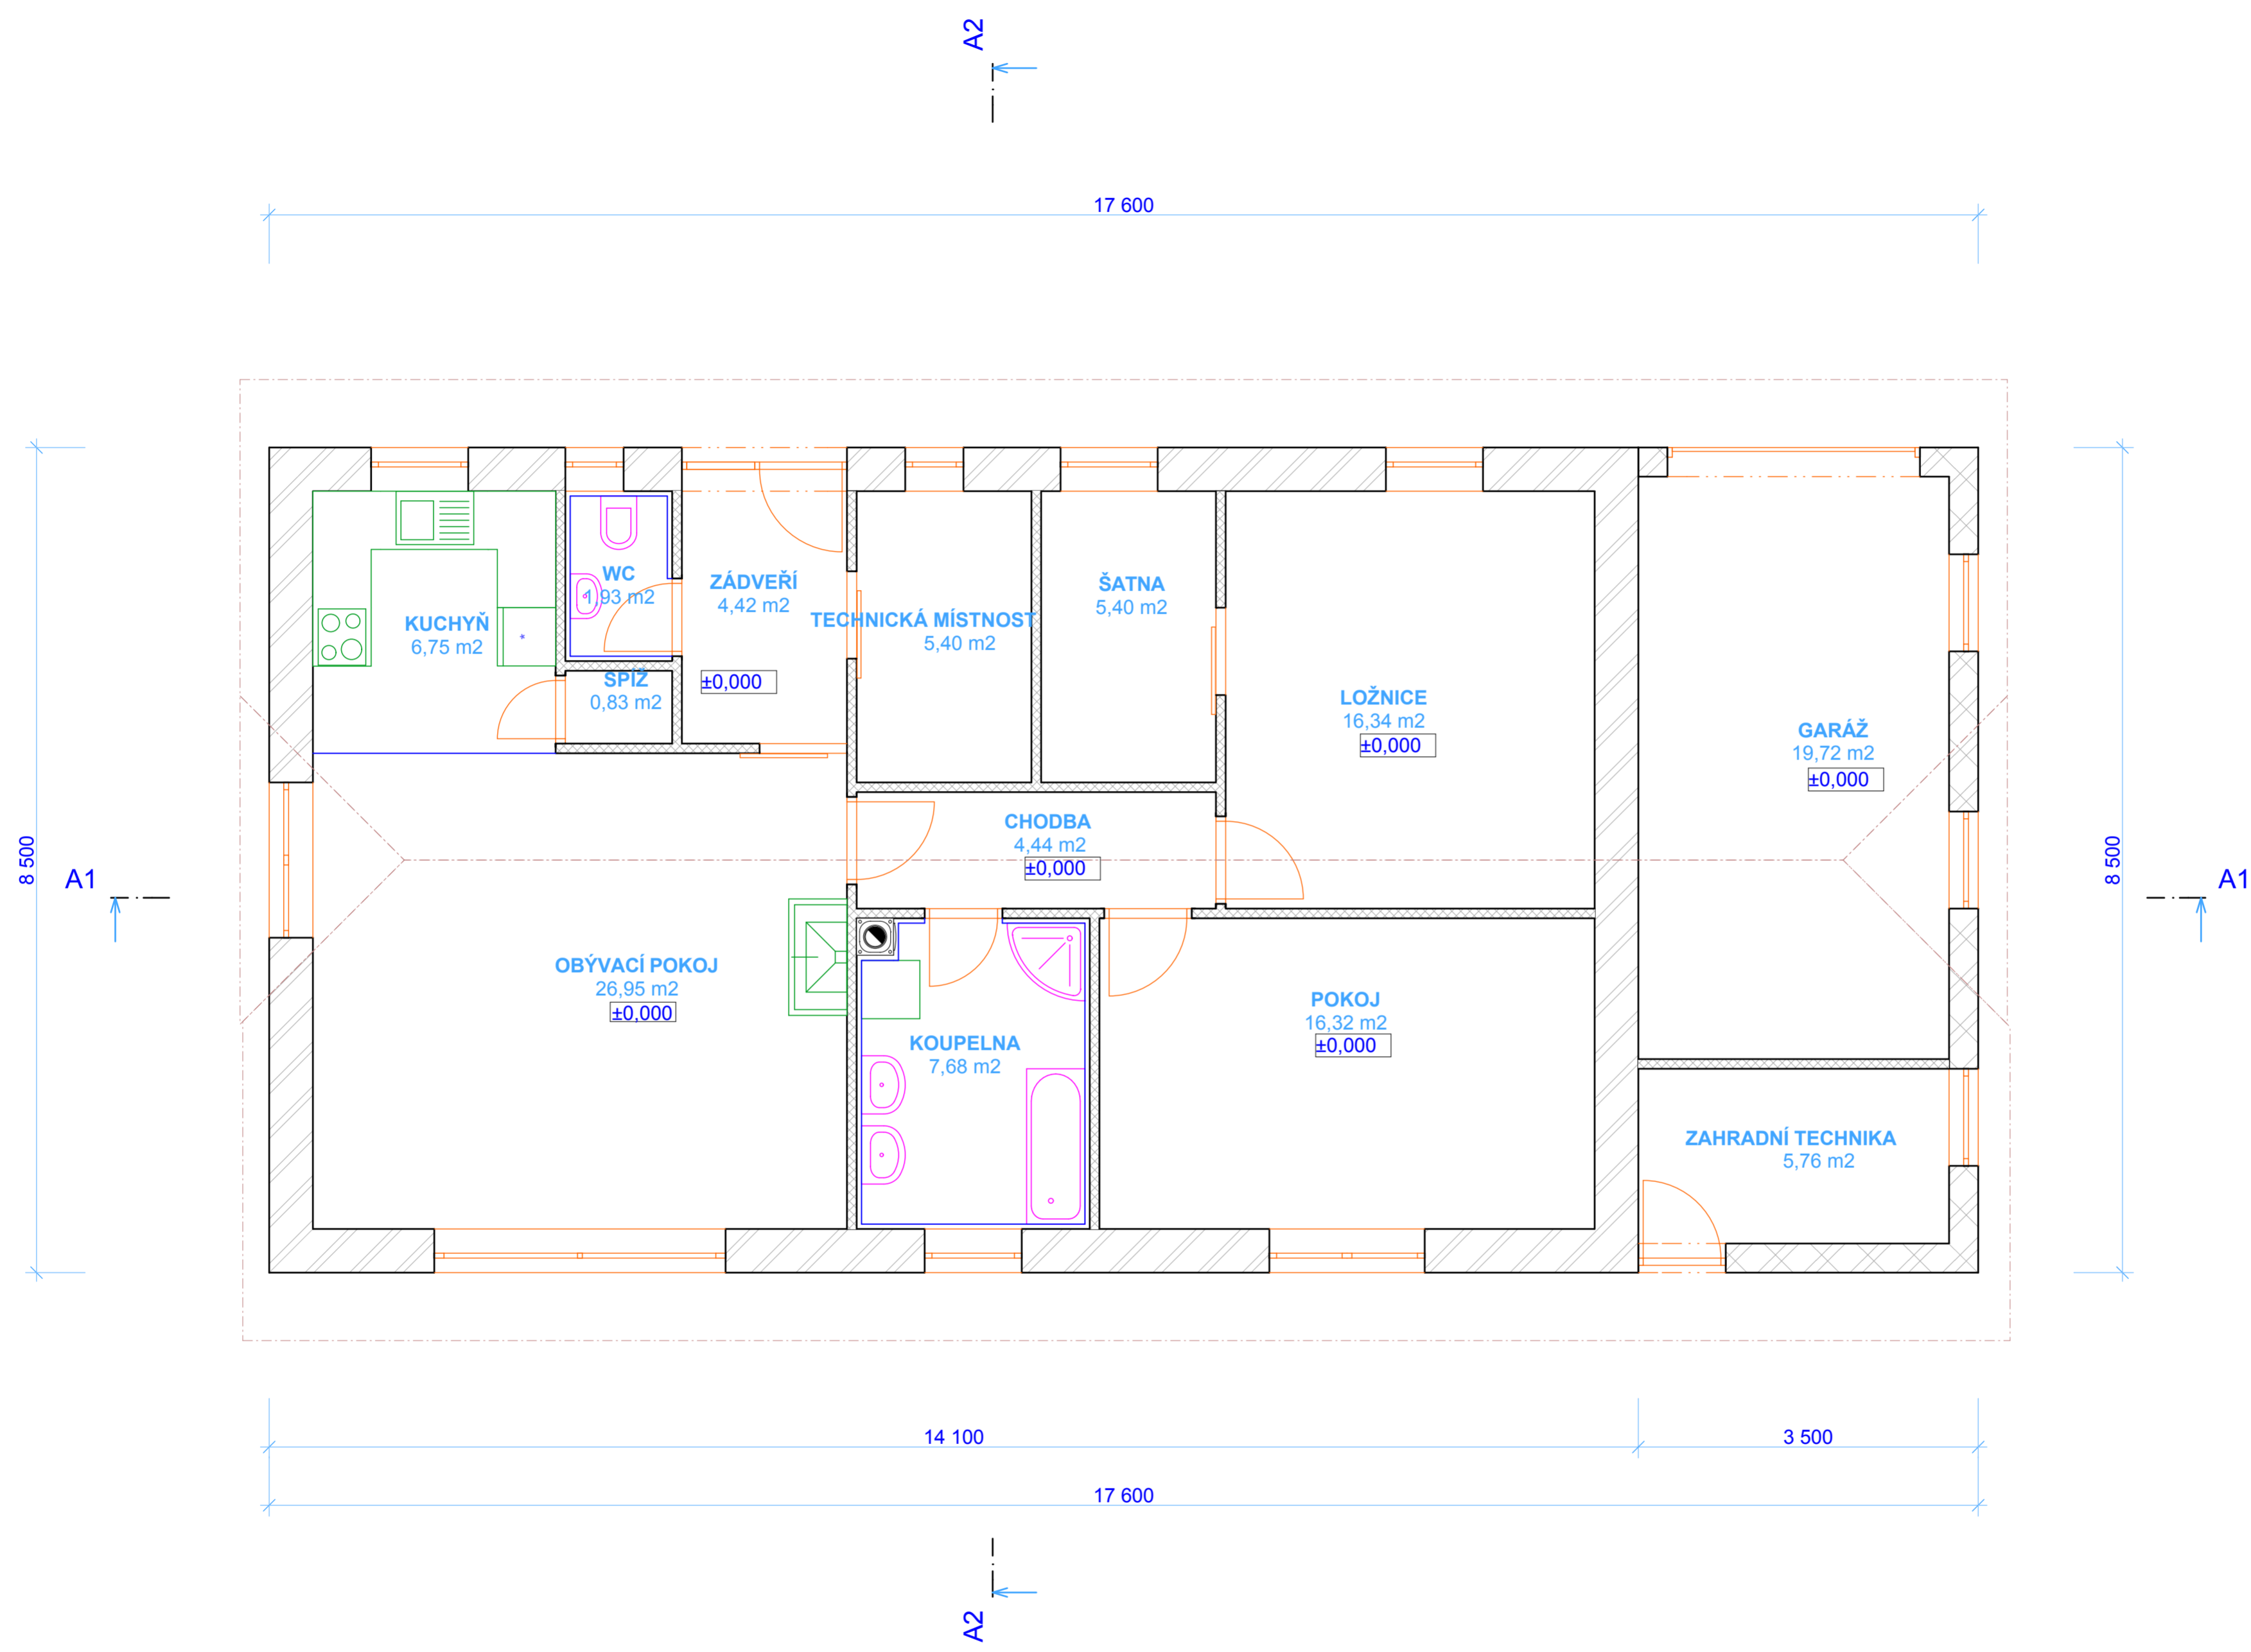 A2
17 600
WC
1,93 m2
ZÁDVEŘÍ
4,42 m2
ŠATNA
5,40 m2
KUCHYŇ
6,75 m2
TECHNICKÁ MÍSTNOST
5,40 m2
*
SPÍŽ
0,83 m2
±0,000
LOŽNICE
16,34 m2
±0,000
GARÁŽ
19,72 m2
±0,000
CHODBA
4,44 m2
±0,000
8 500
8 500
A1
A1
OBÝVACÍ POKOJ
26,95 m2
±0,000
POKOJ
16,32 m2
±0,000
KOUPELNA
7,68 m2
ZAHRADNÍ TECHNIKA
5,76 m2
14 100
3 500
17 600
A2